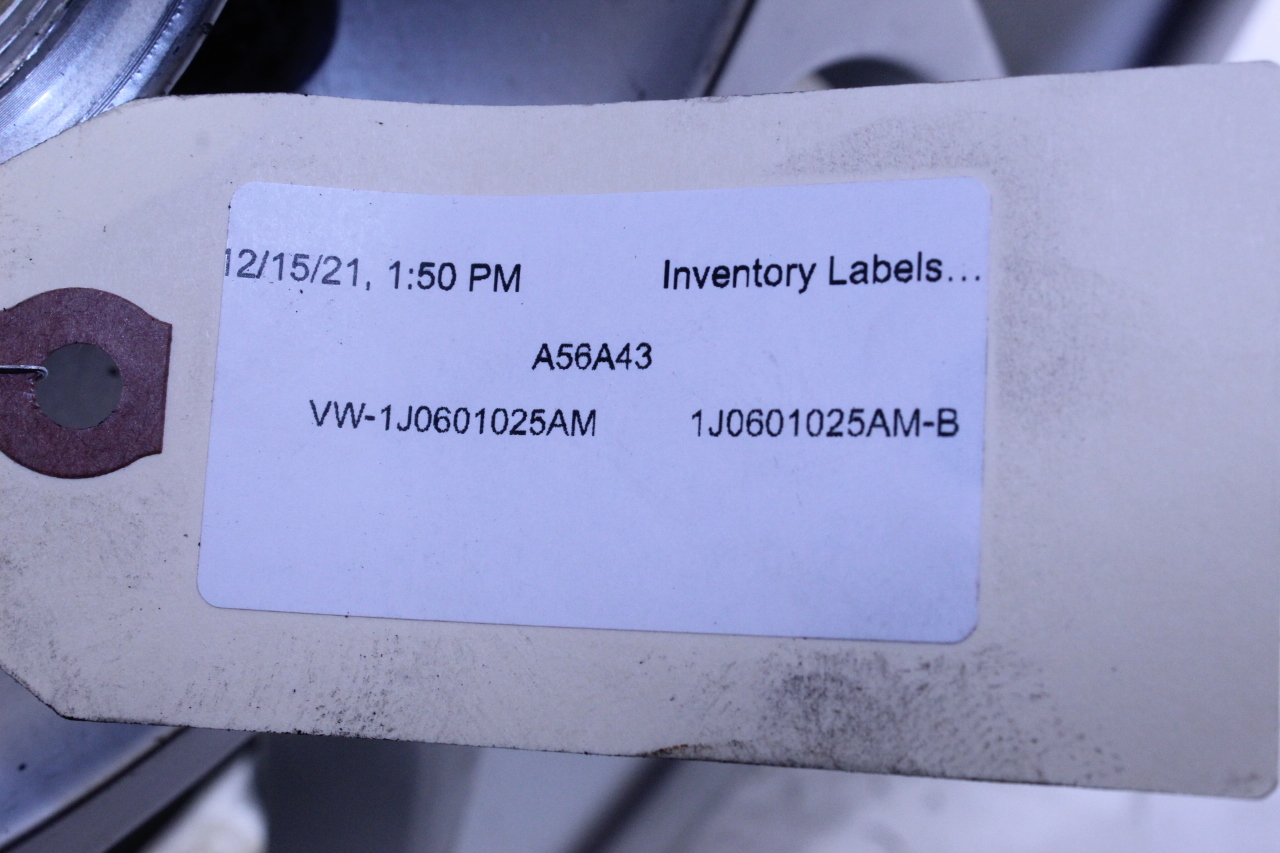 12/15/21, 1:50 PM Inventory Labels...
A56A43
VW-1J0601025AM 1J0601025AM-B